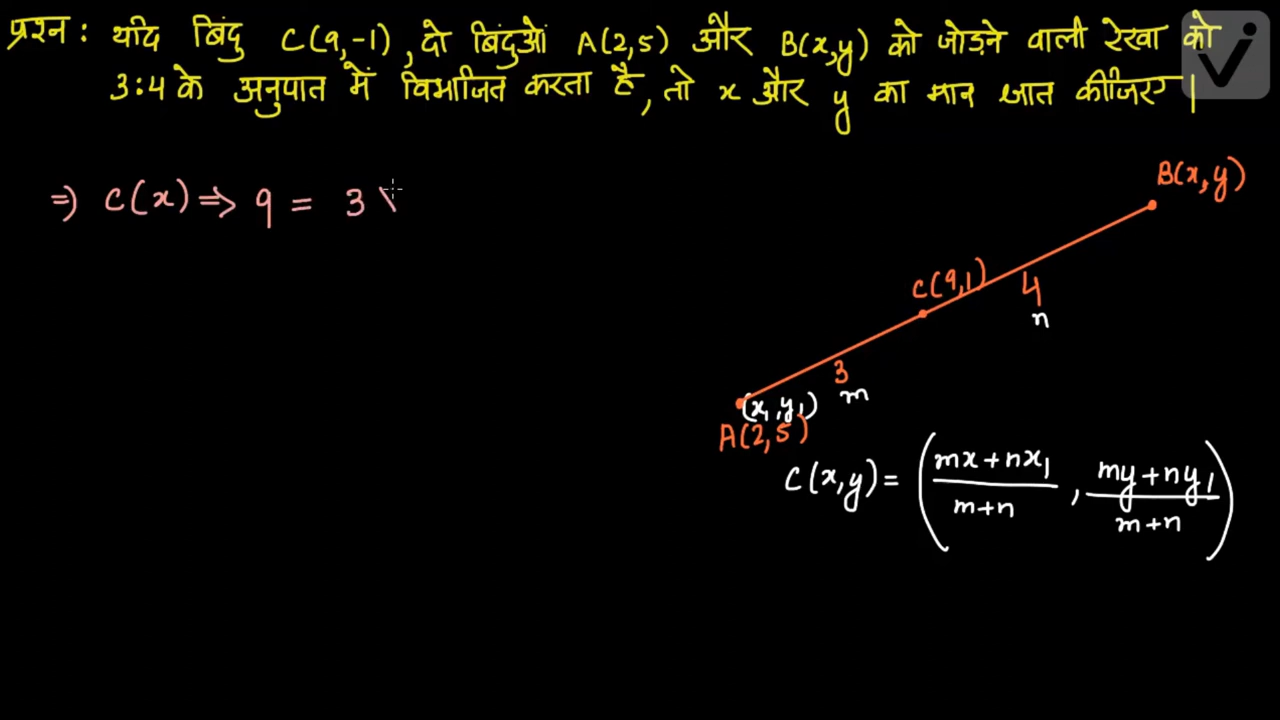 प्रश्न : यदि बिंदु C(9,-1), दो बिंदुओं A(2,5) और B(x,y) को जोड़ने वाली रेखा को
3:4 के अनुपात में विभाजित करता है, तो x और y का मान ज्ञात कीजिए।
⇒ C(x) ⇒ 9 = 3
B(x,y)
C(9,1)
4
n
3
m
(x₁,y₁)
A(2,5)
C(x,y) = ( mx+nx₁ / m+n , my+ny₁ / m+n )